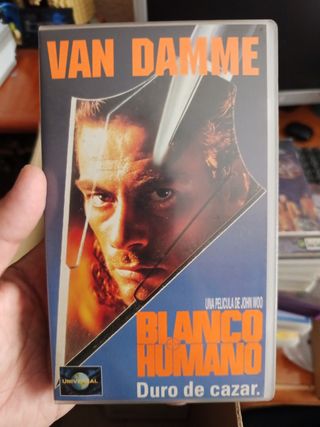 VAN DAMME
UNA PELICULA DE JOHN WOO
BLANCO
HUMANO
Duro de cazar.
UNIVERSAL